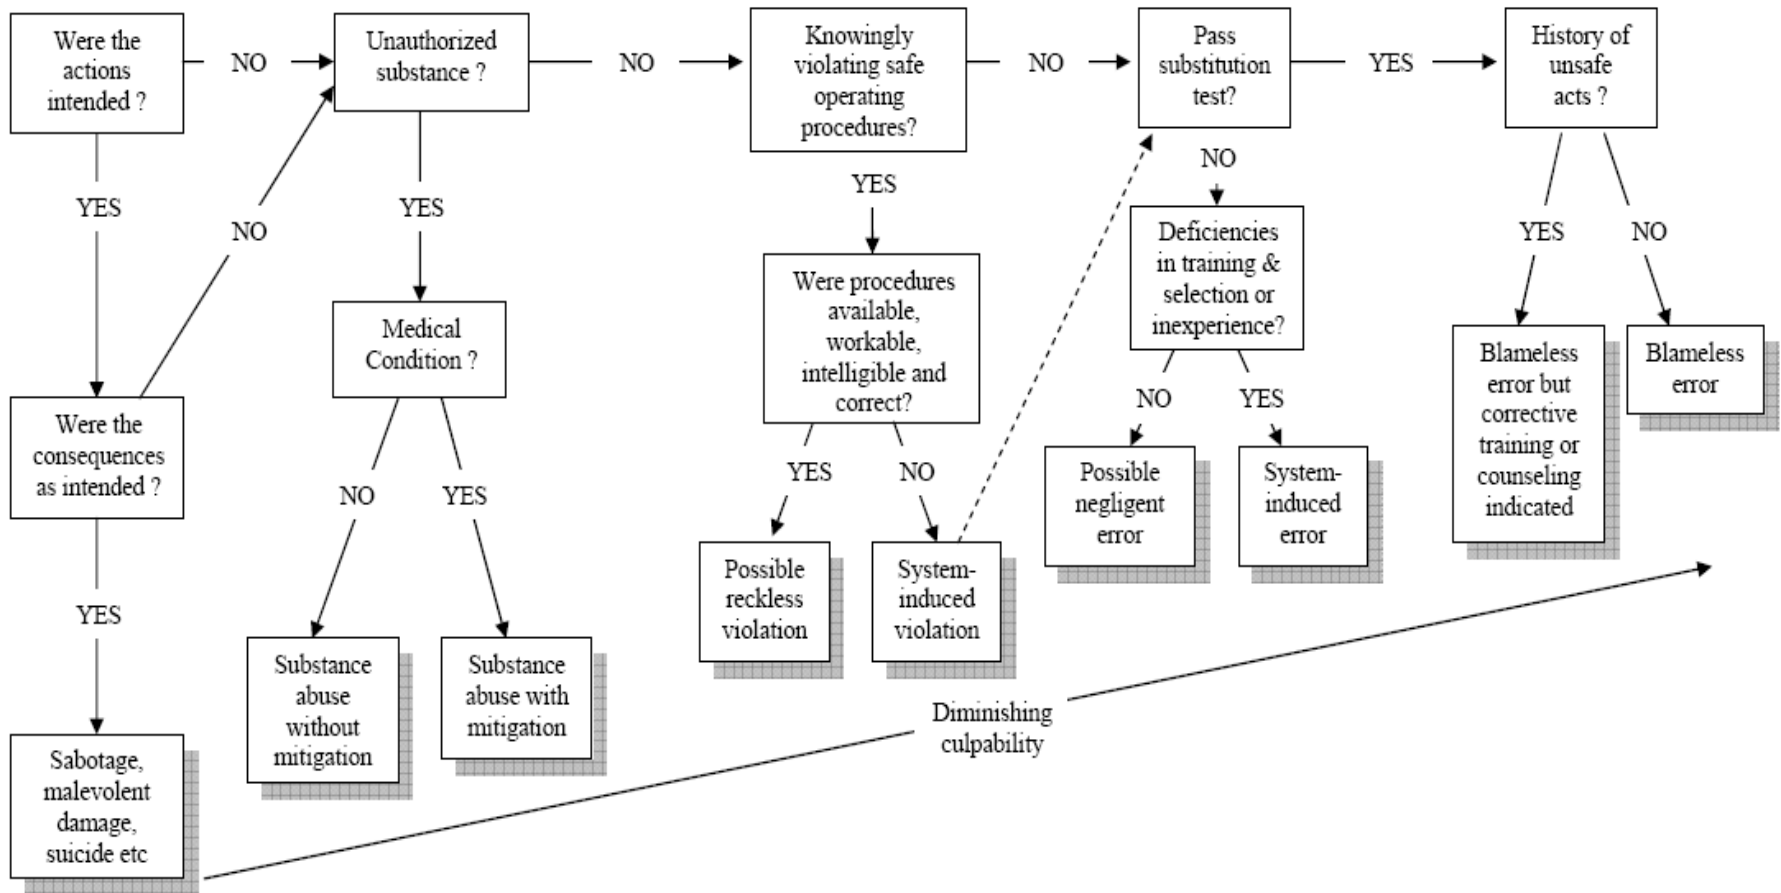 Were the
actions
intended ?
NO
Unauthorized
substance ?
NO
Knowingly
violating safe
operating
procedures?
NO
Pass
substitution
test?
YES
History of
unsafe
acts ?
YES
NO
YES
YES
NO
YES
NO
Were procedures
available,
workable,
intelligible and
correct?
Deficiencies
in training &
selection or
inexperience?
Medical
Condition ?
Were the
consequences
as intended ?
NO
YES
YES
NO
NO
YES
Blameless
error but
corrective
training or
counseling
indicated
Blameless
error
Possible
negligent
error
System-
induced
error
Possible
reckless
violation
System-
induced
violation
YES
Substance
abuse
without
mitigation
Substance
abuse with
mitigation
Sabotage,
malevolent
damage,
suicide etc
Diminishing
culpability